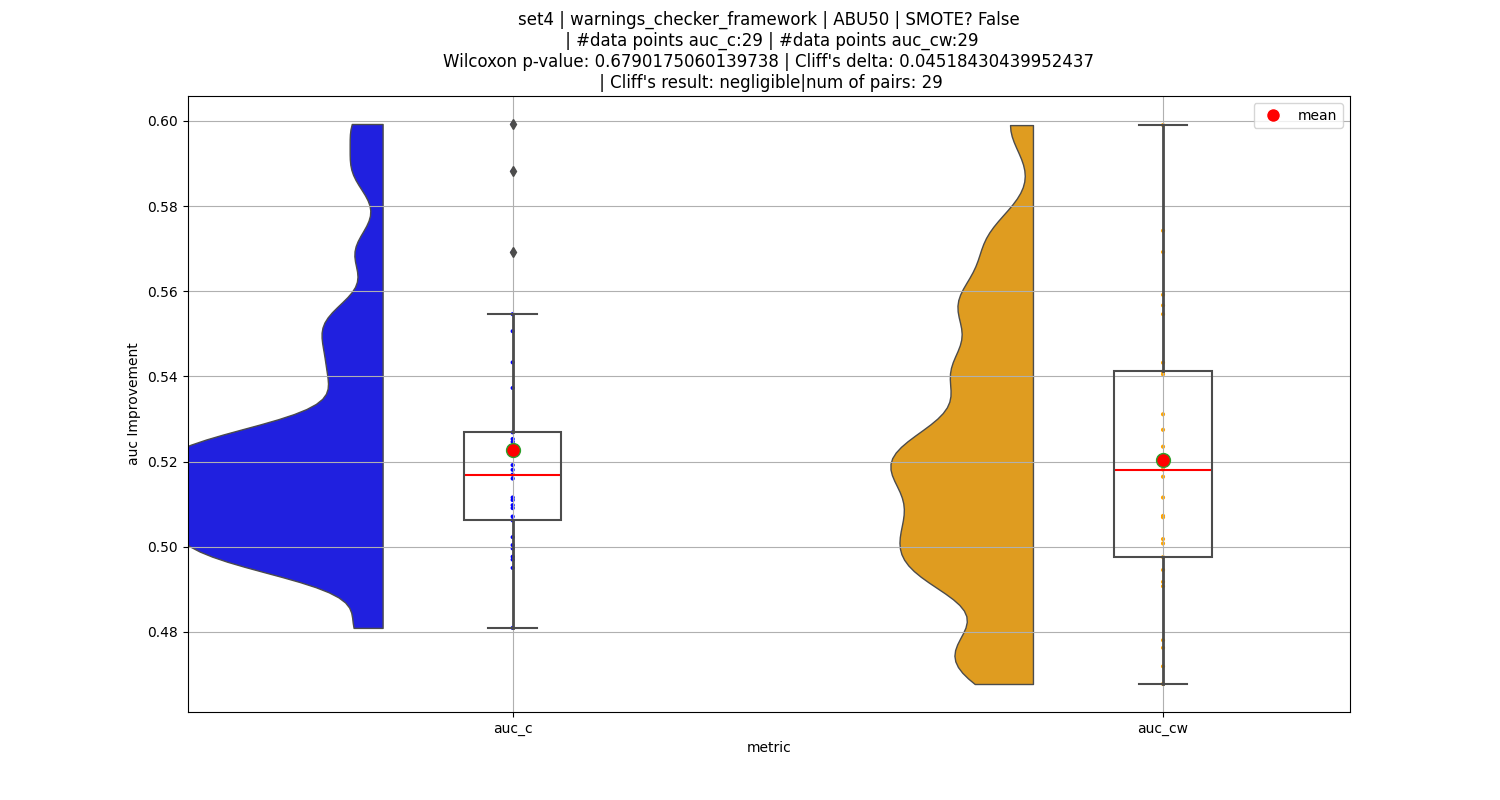 set4 | warnings_checker_framework | ABU50 | SMOTE? False
| #data points auc_c:29 | #data points auc_cw:29
Wilcoxon p-value: 0.6790175060139738 | Cliff's delta: 0.04518430439952437
| Cliff's result: negligible|num of pairs: 29
mean
0.60
0.58
0.56
0.54
0.52
0.50
0.48
auc Improvement
auc_c
auc_cw
metric